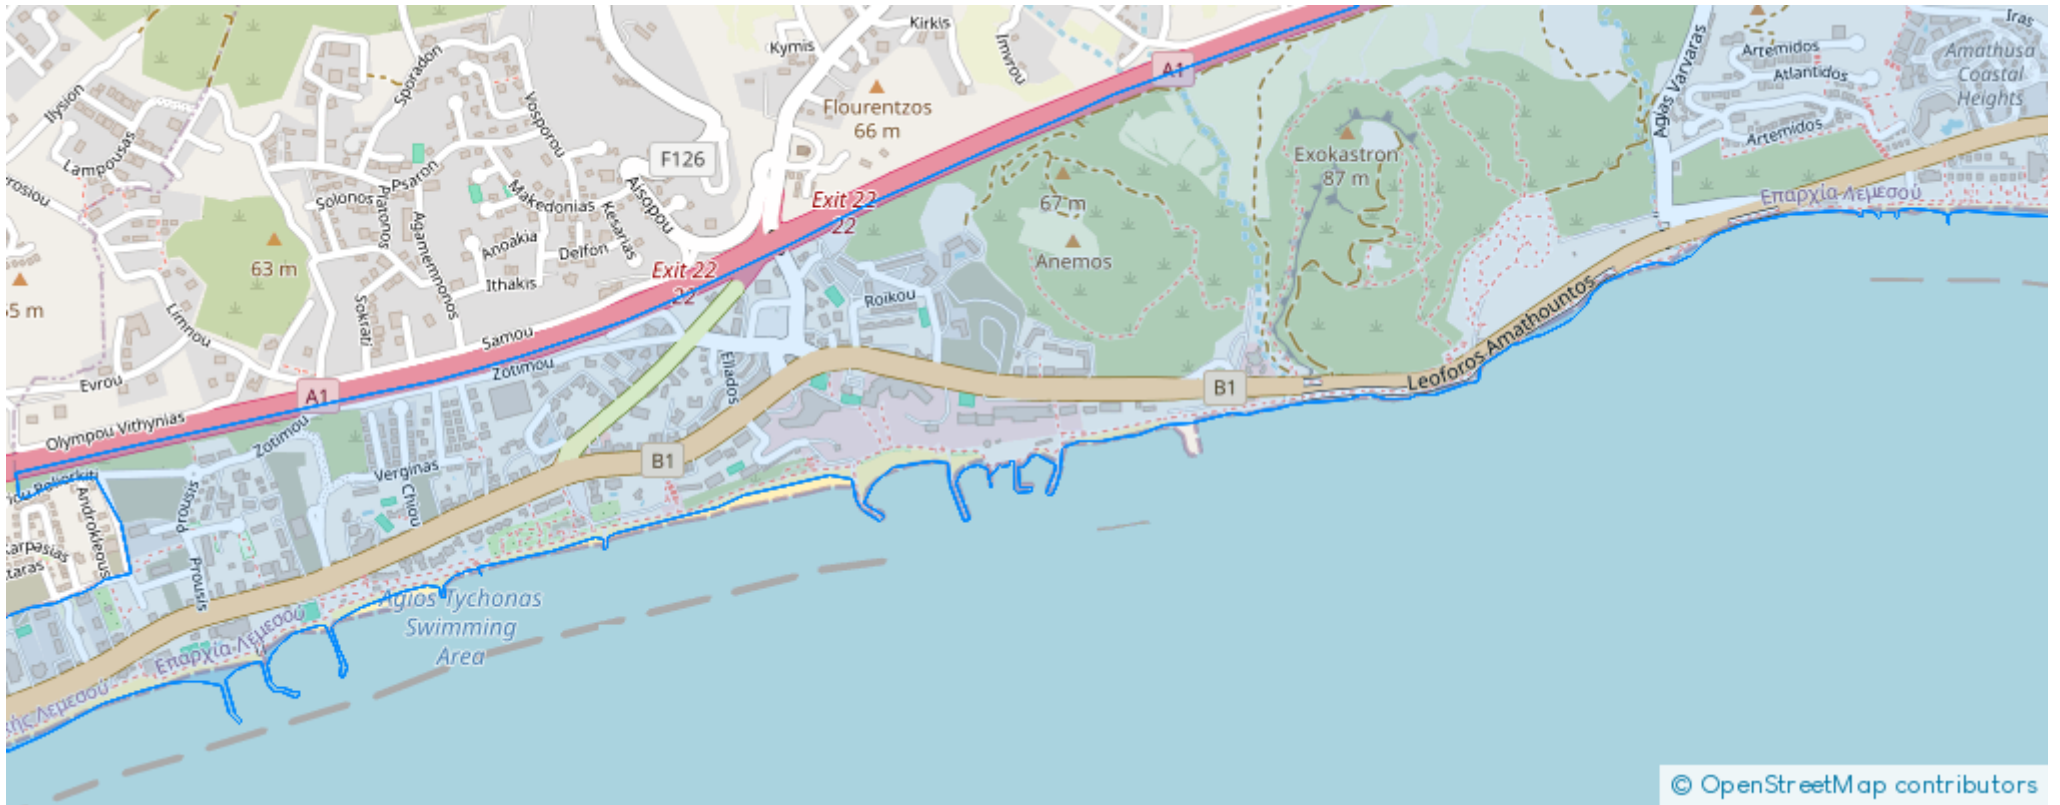 Kirkis
Kymis
Imvrou
A1
Iras
Artemidos
Amathusa
Coastal
Heights
Atlantidos
Artemidos
Agias Varvaras
Sporadon
Vosporou
Ilysion
Lampousas
Flourentzos
66 m
F126
Exokastron
87 m
Psaron
Solonos
Platonos
Makedonias
Aisopou
Kesarias
Agamemnonos
Exit 22
22
67 m
Επαρχία Λεμεσού
Anoakia
Delfon
63 m
Anemos
Exit 22
22
Ithakis
Roikou
Sokrati
Limnou
Samou
Leoforos Amathountos
Zotimou
Eliados
Evrou
A1
B1
Olympou Vithynias
Zotimou
B1
Verginas
Chiou
Androkleous
Prousis
Karpasias
Prousis
Agios Tychonas
Swimming
Area
Επαρχία Λεμεσού
Λεμεσού
© OpenStreetMap contributors